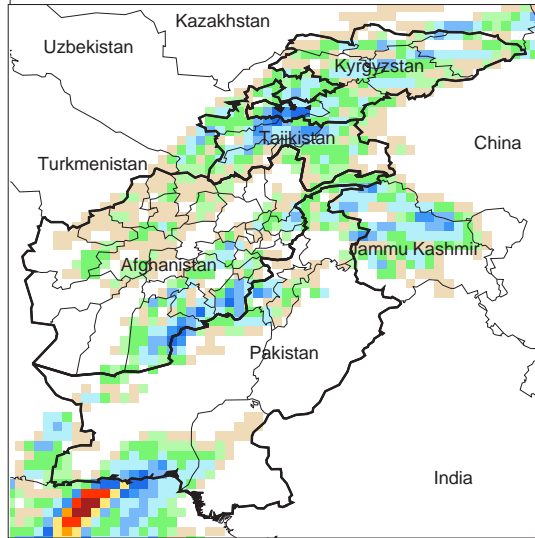 Kazakhstan
Uzbekistan
Kyrgyzstan
Tajikistan
China
Turkmenistan
Jammu Kashmir
Afghanistan
Pakistan
India